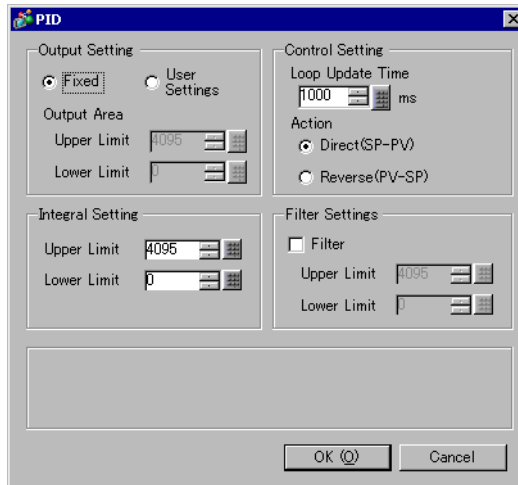 PID
Output Setting
Fixed
User Settings
Output Area
Upper Limit 4095
Lower Limit 0
Control Setting
Loop Update Time
1000 ms
Action
Direct(SP-PV)
Reverse(PV-SP)
Integral Setting
Upper Limit 4095
Lower Limit 0
Filter Settings
Filter
Upper Limit 4095
Lower Limit 0
OK (O) Cancel